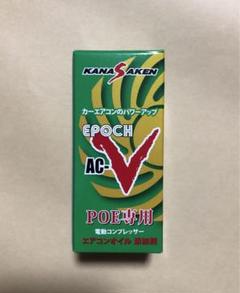 KANASAKEN
カーエアコンのパワーアップ
EPOCH
AC-V
POE専用
電動コンプレッサー
エアコンオイル 添加剤